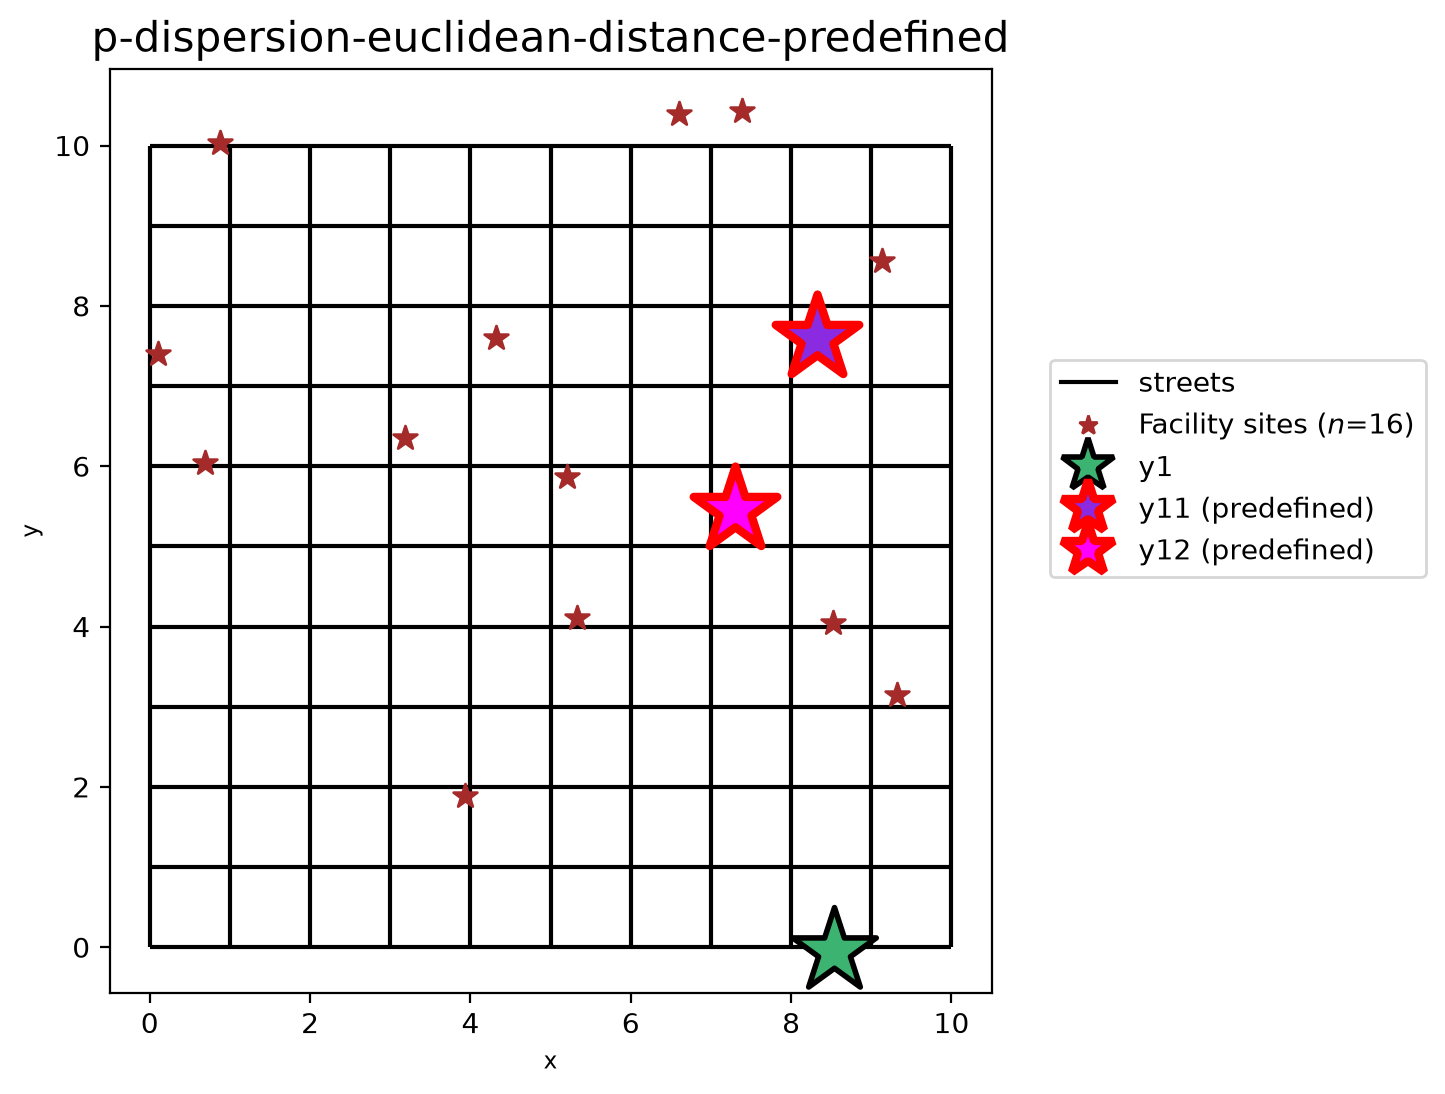 p-dispersion-euclidean-distance-predefined
10
8
6
4
2
0
y
0 2 4 6 8 10
x
streets
Facility sites (n=16)
y1
y11 (predefined)
y12 (predefined)